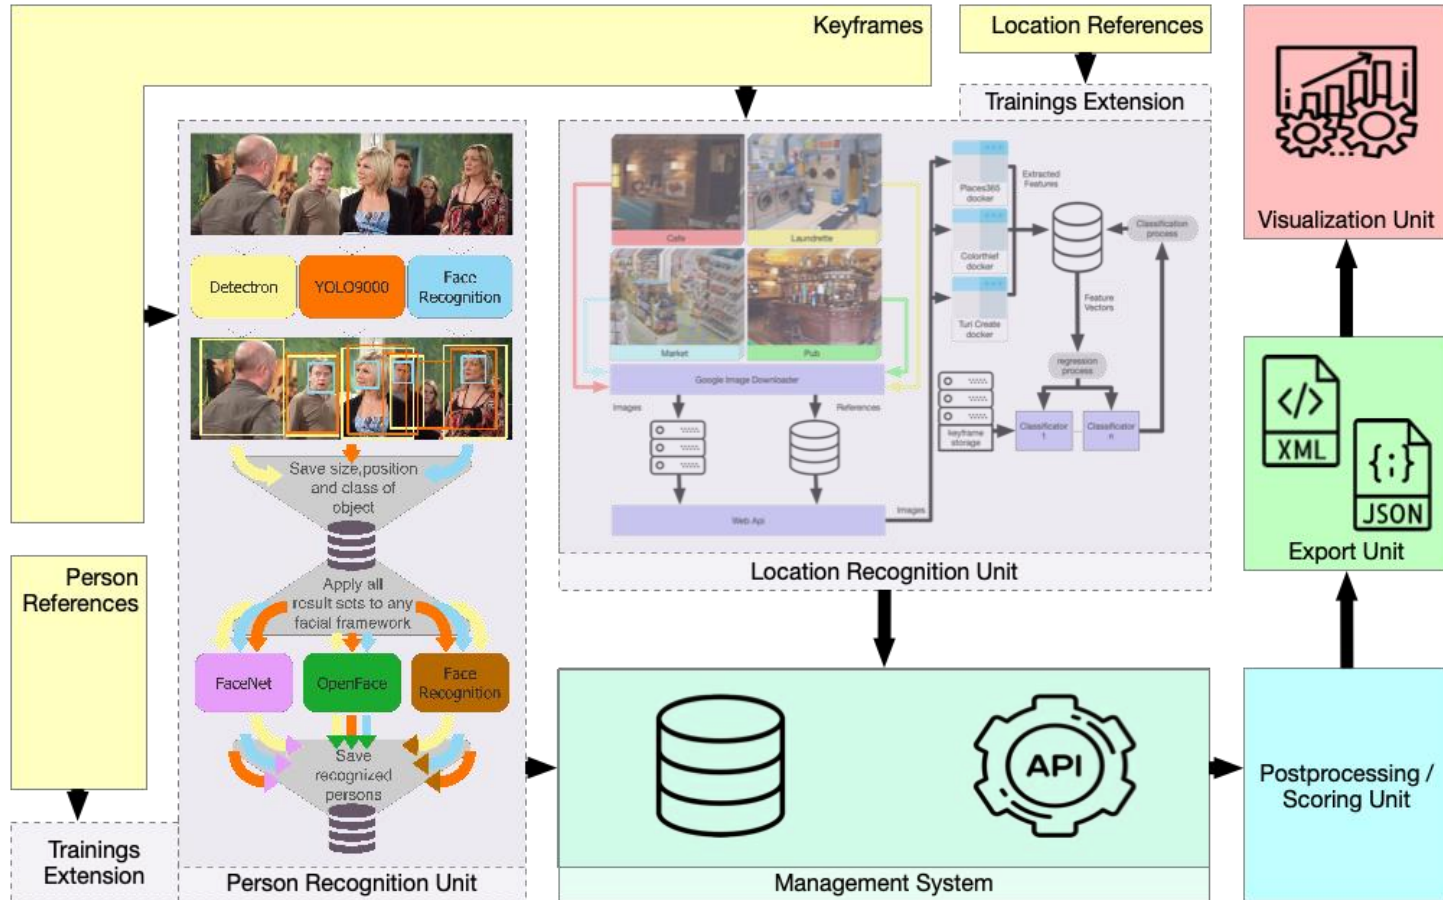 Keyframes
Location References
Trainings Extension
Visualization Unit
Detectron
YOLO9000
Face
Recognition
Save size,position
and class of
object
Apply all
result sets to any
facial framework
FaceNet
OpenFace
Face
Recognition
Save
recognized
persons
Person Recognition Unit
Person
References
Trainings
Extension
Cafe
Laundrette
Market
Pub
Google Image Downloader
Images
References
Web Api
Images
Places365
docker
Colorthief
docker
Turi Create
docker
Extracted
Features
Classification
process
Feature
Vectors
regression
process
keyframe
storage
Classificator
1
Classificator
n
Location Recognition Unit
API
Management System
Postprocessing /
Scoring Unit
</>
XML
{;}
JSON
Export Unit